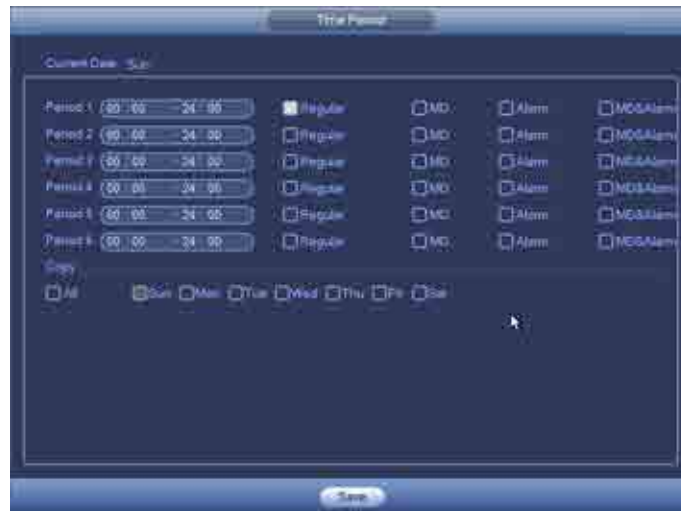 Time Period
Current Date Sun
Period 1 00 : 00 - 24 : 00 Regular MD Alarm MD&Alarm
Period 2 00 : 00 - 24 : 00 Regular MD Alarm MD&Alarm
Period 3 00 : 00 - 24 : 00 Regular MD Alarm MD&Alarm
Period 4 00 : 00 - 24 : 00 Regular MD Alarm MD&Alarm
Period 5 00 : 00 - 24 : 00 Regular MD Alarm MD&Alarm
Period 6 00 : 00 - 24 : 00 Regular MD Alarm MD&Alarm
Copy
All Sun Mon Tue Wed Thu Fri Sat
Save